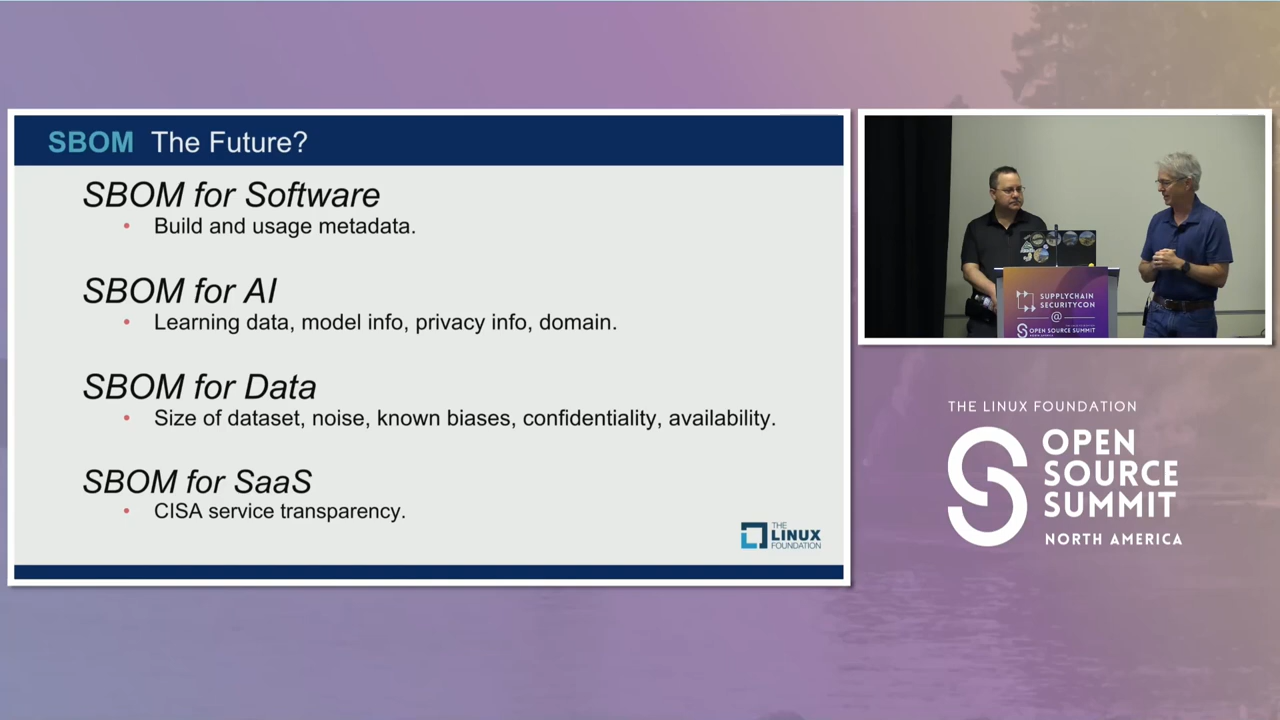 SBOM The Future?
SBOM for Software
• Build and usage metadata.
SBOM for AI
• Learning data, model info, privacy info, domain.
SBOM for Data
• Size of dataset, noise, known biases, confidentiality, availability.
SBOM for SaaS
• CISA service transparency.
THE
LINUX
FOUNDATION
SUPPLYCHAIN
SECURITYCON
@
OPEN SOURCE SUMMIT
THE LINUX FOUNDATION
OPEN
SOURCE
SUMMIT
NORTH AMERICA